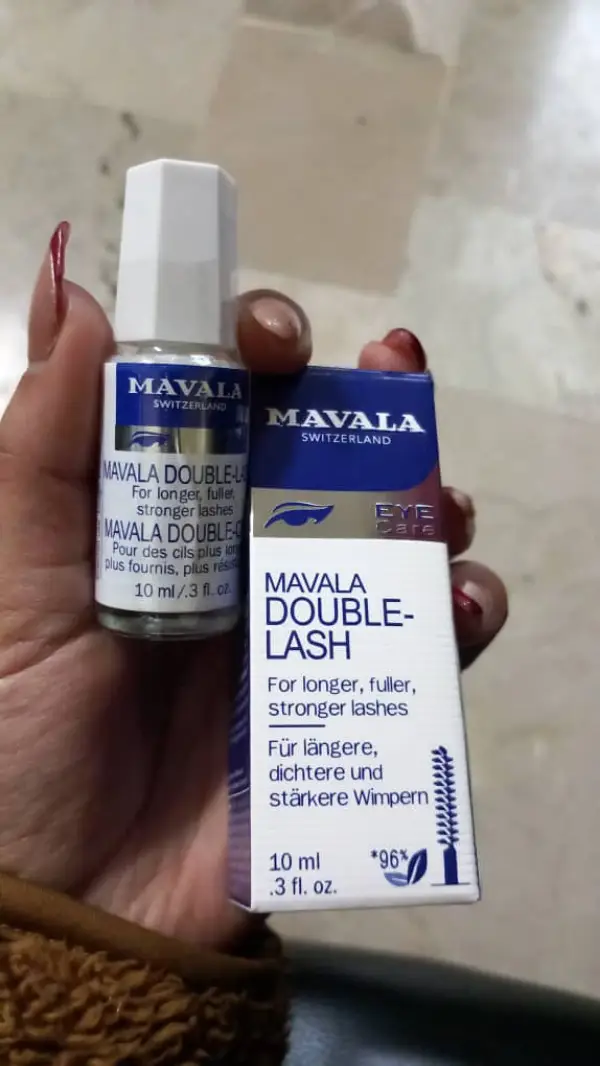 MAVALA
SWITZERLAND
MAVALA
For longer, fuller,
stronger lashes
MAVALA
Pour des cils plus
plus fournis, plus
10 ml/.3 fl. oz.
MAVALA
SWITZERLAND
EYE
Care
MAVALA
DOUBLE-
LASH
For longer, fuller,
stronger lashes
Für längere,
dichtere und
stärkere Wimpern
10 ml
.3 fl. oz.
*96%